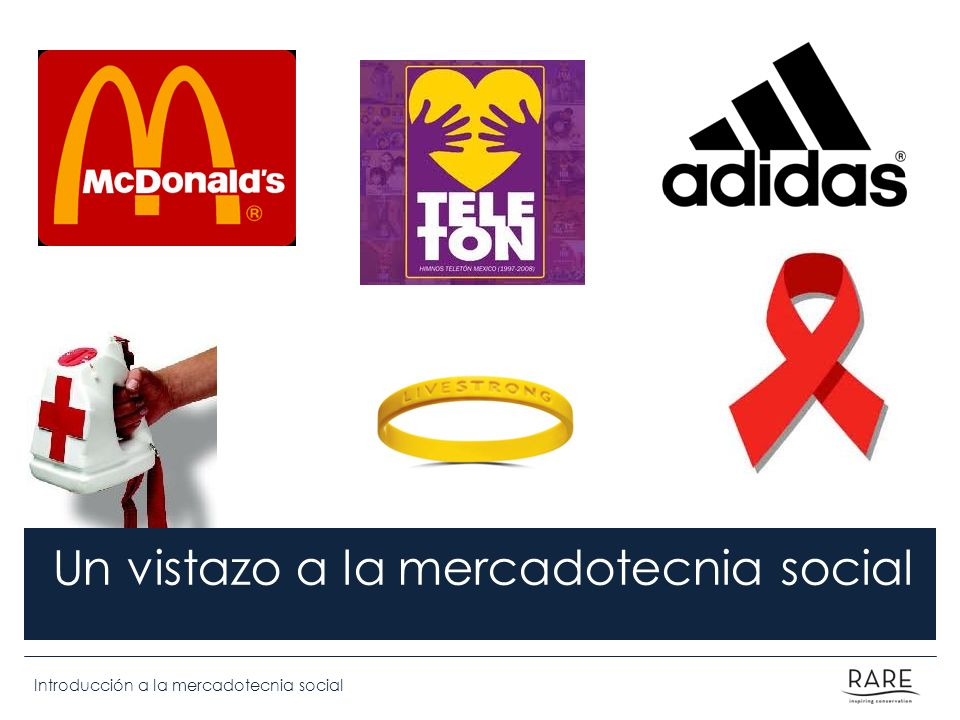 McDonald's
®
TELE
TON
HIMNOS TELETÓN MEXICO (1997-2008)
adidas®
LIVESTRONG
Un vistazo a la mercadotecnia social
Introducción a la mercadotecnia social
RARE
inspiring conservation